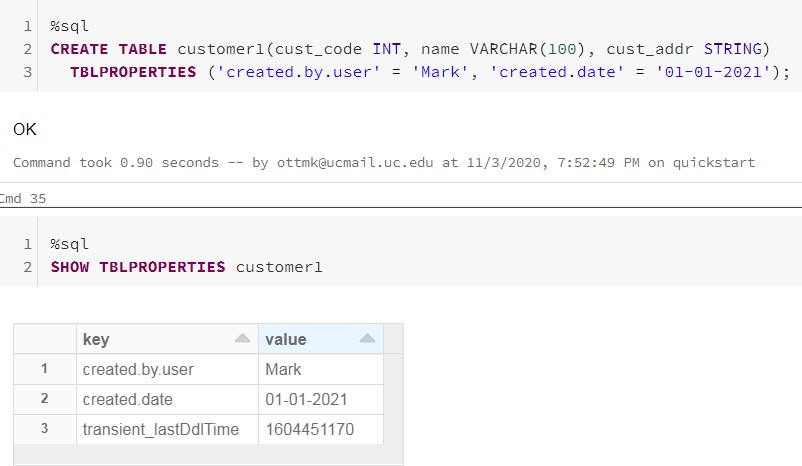 1 %sql
2 CREATE TABLE customer1(cust_code INT, name VARCHAR(100), cust_addr STRING)
3 TBLPROPERTIES ('created.by.user' = 'Mark', 'created.date' = '01-01-2021');
OK
Command took 0.90 seconds -- by ottmk@ucmail.uc.edu at 11/3/2020, 7:52:49 PM on quickstart
Cmd 35
1 %sql
2 SHOW TBLPROPERTIES customer1
key value
1 created.by.user Mark
2 created.date 01-01-2021
3 transient_lastDdlTime 1604451170